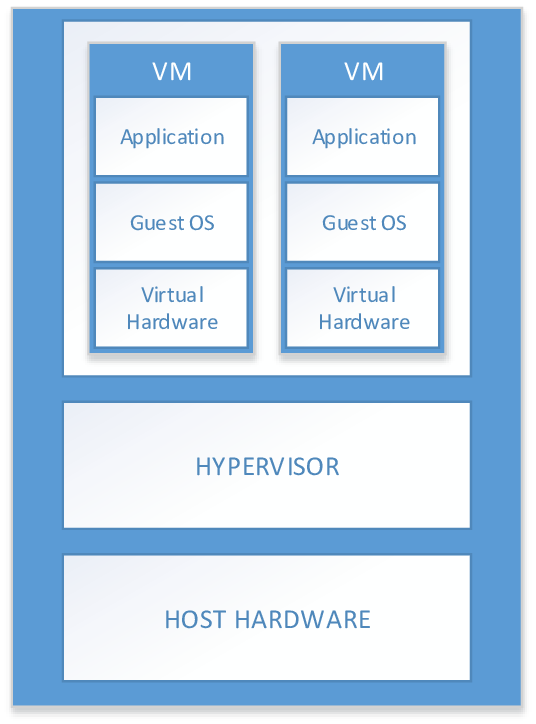 VM
Application
Guest OS
Virtual
Hardware
VM
Application
Guest OS
Virtual
Hardware
HYPERVISOR
HOST HARDWARE